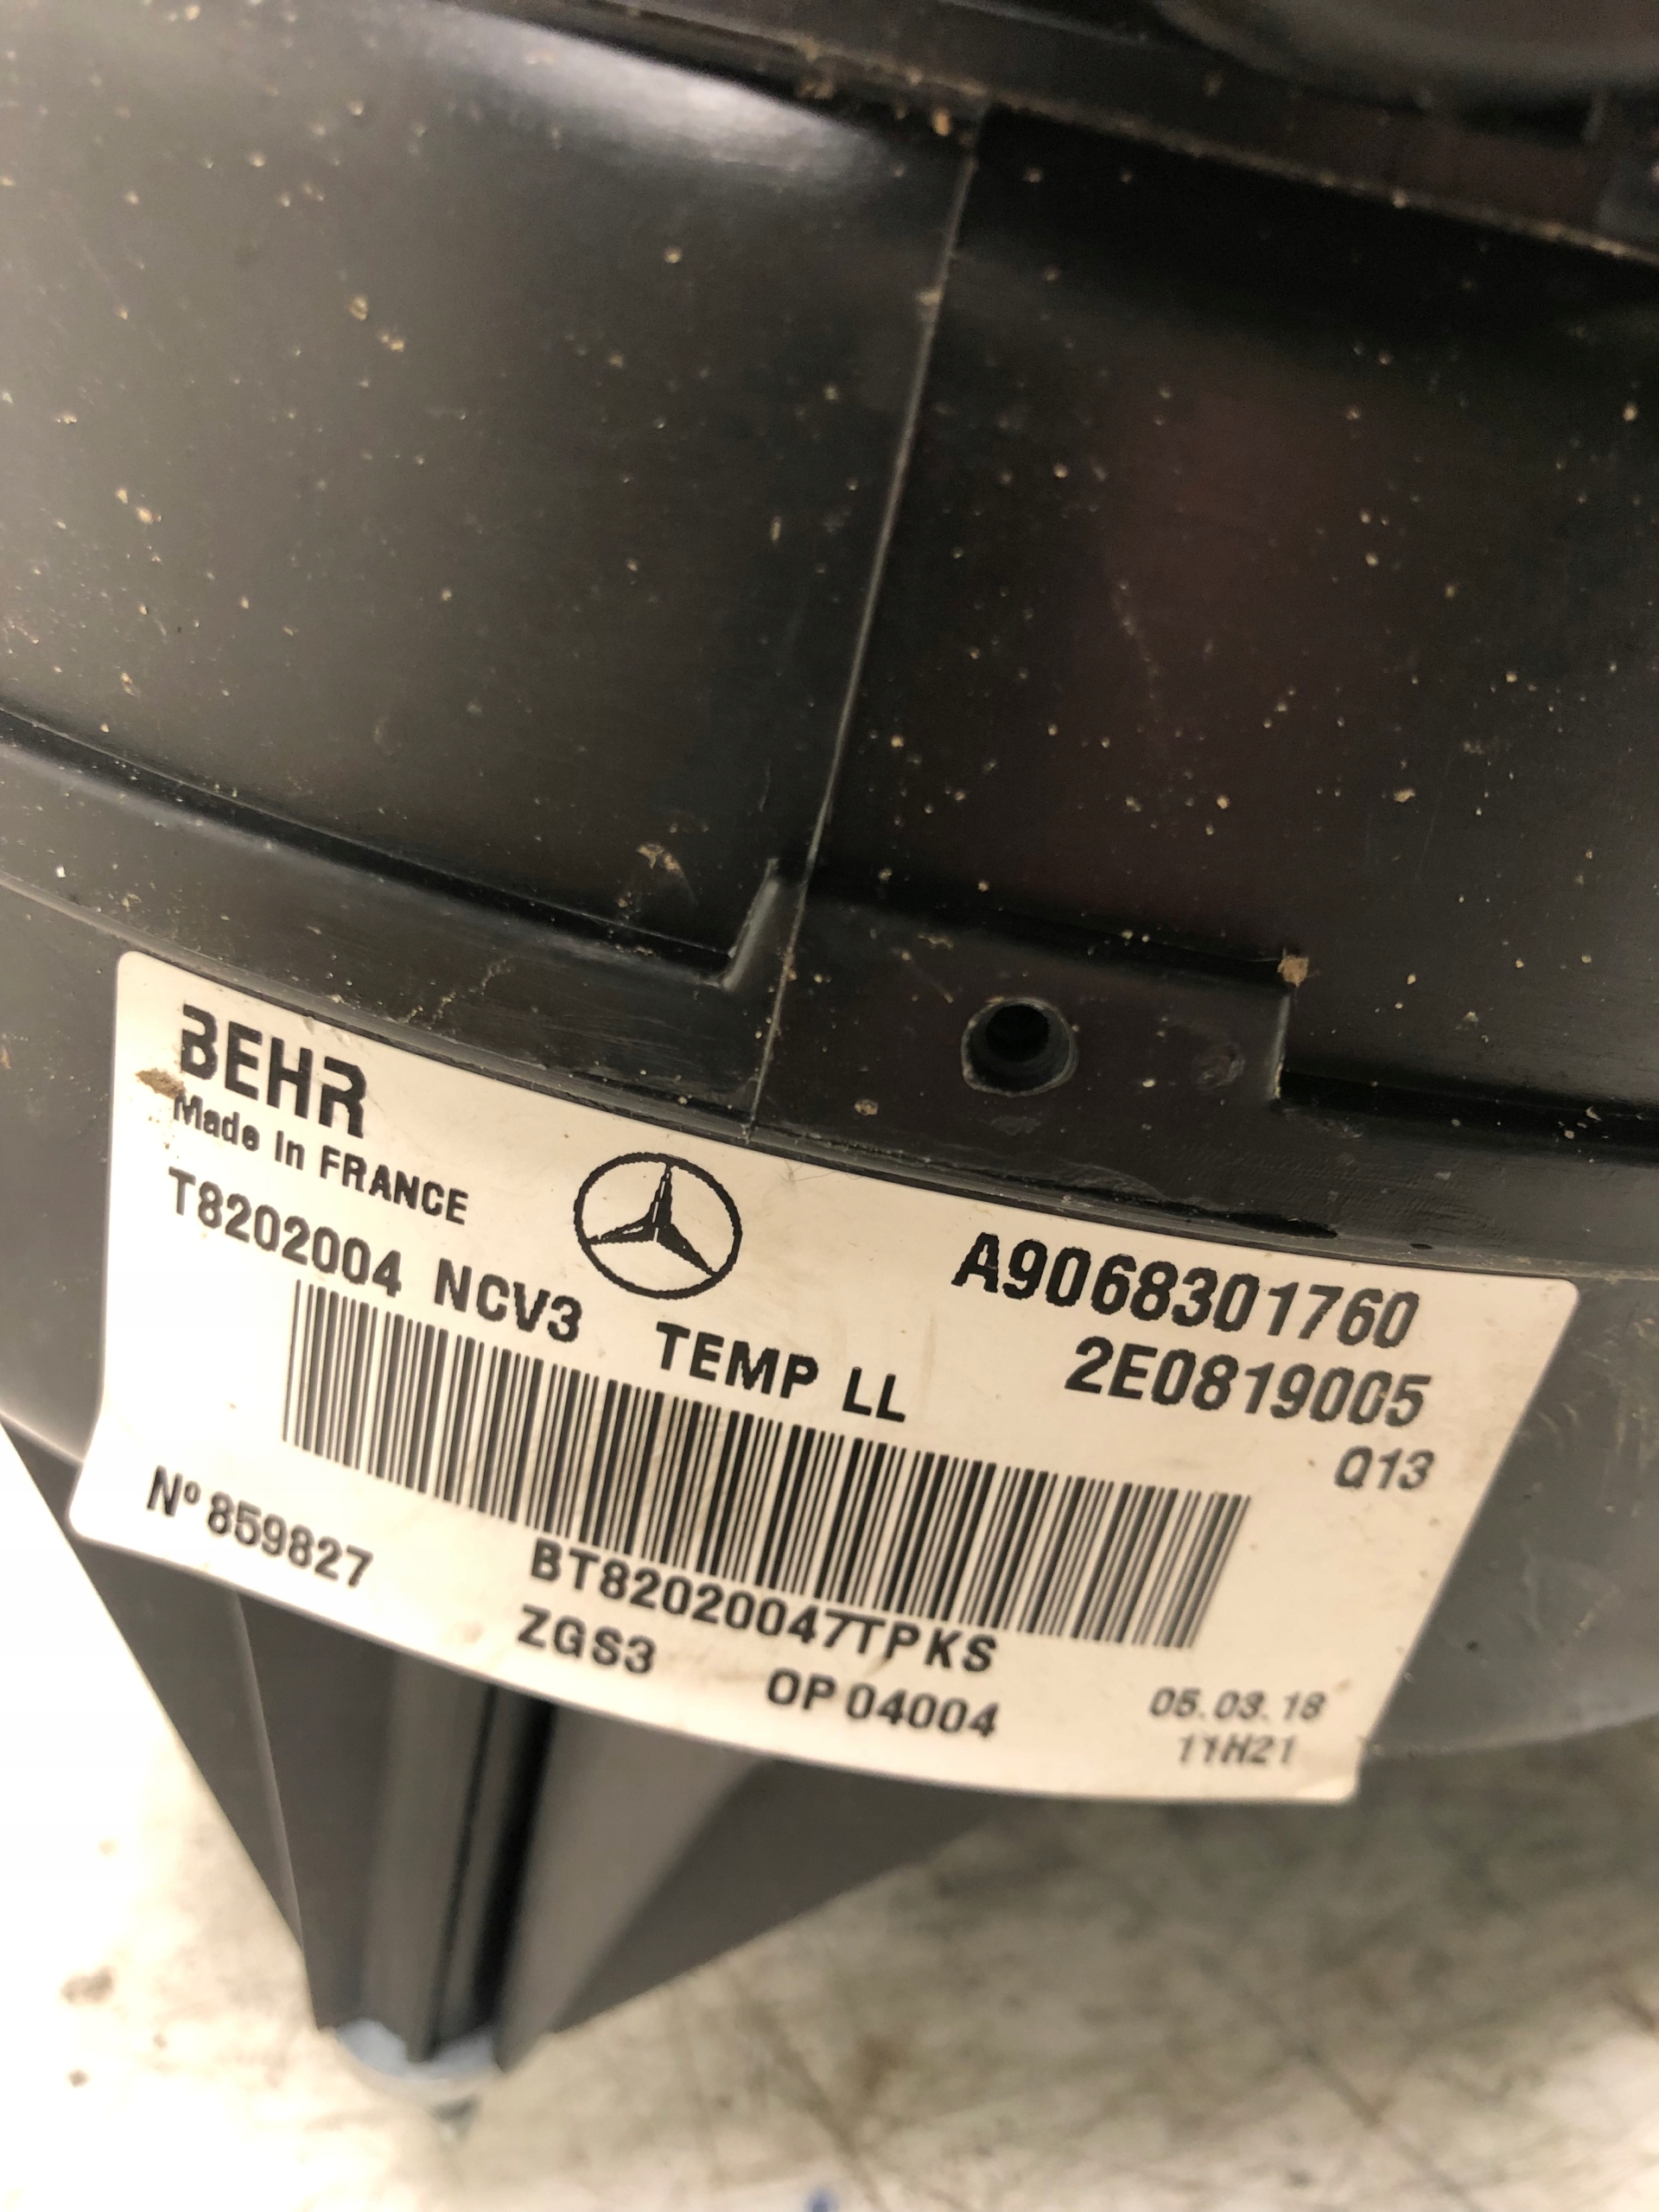 BEHR
Made in FRANCE
T8202004 NCV3 TEMP LL
A9068301760
2E0819005
Q13
Nº 859827
BT82020047TPKS
ZGS3 OP 04004
05.03.18
11H21